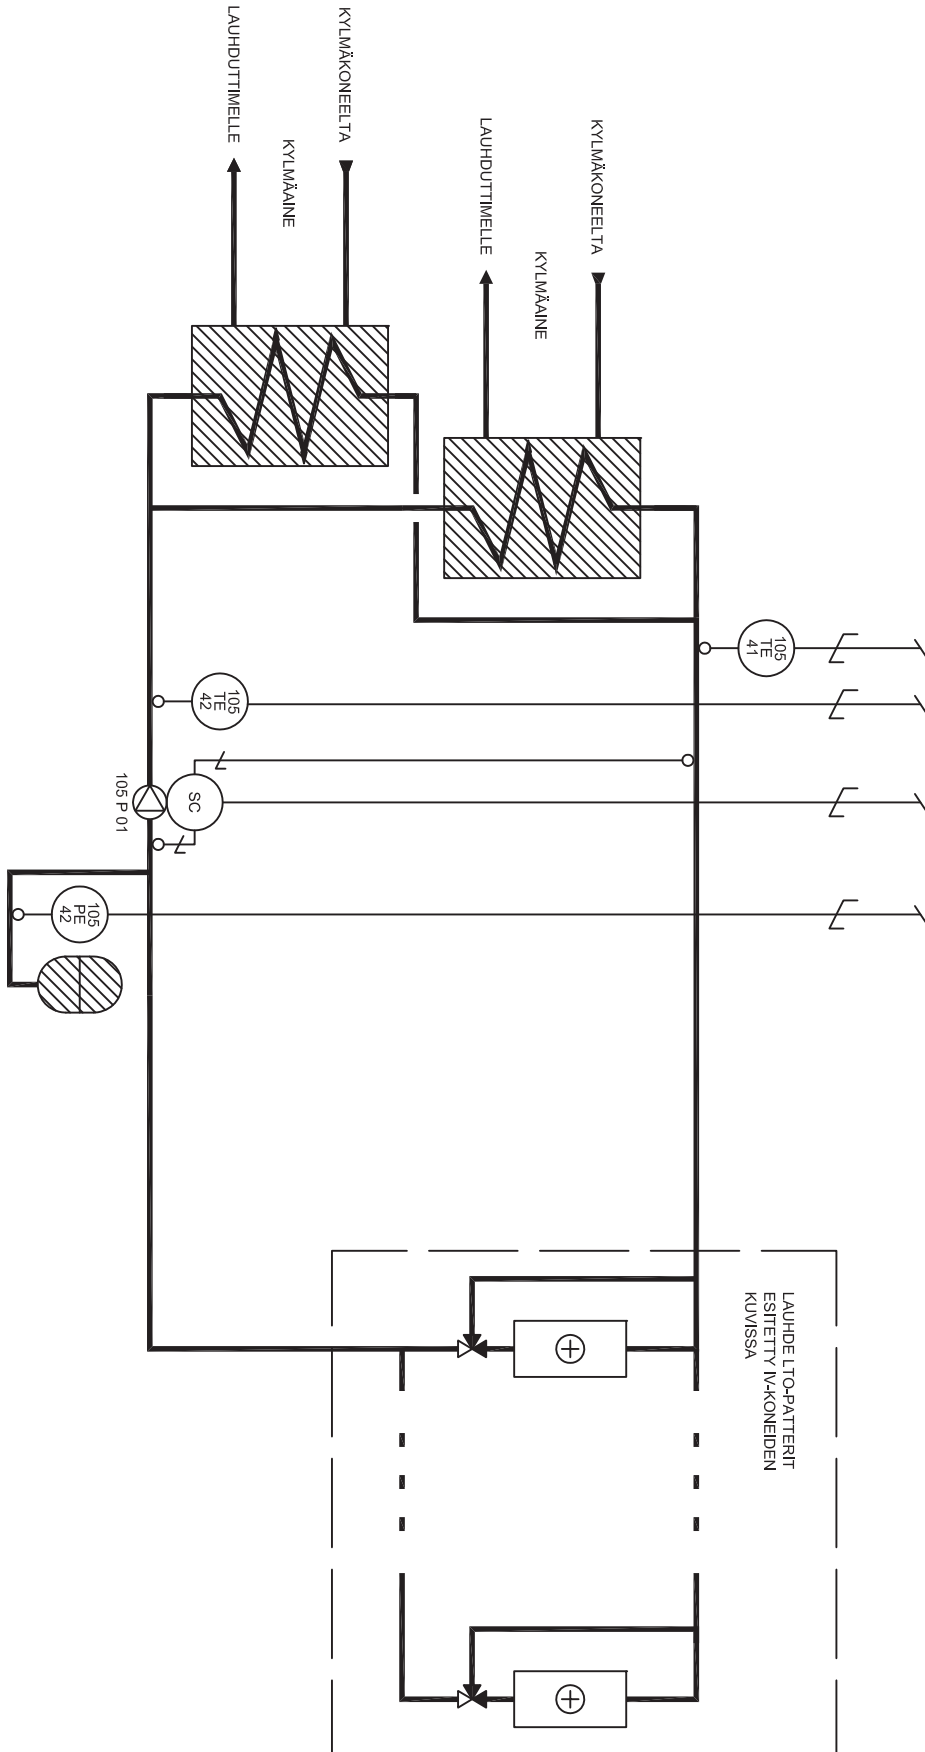 LAUHDUTTIMELLE
KYLMÄAINE
KYLMÄKONEELTA
LAUHDUTTIMELLE
KYLMÄAINE
KYLMÄKONEELTA
105
TE
41
105
TE
42
SC
105 P 01
105
PE
42
LAUHDE LTO-PATTERIT
ESITETTY IV-KONEIDEN
KUVISSA